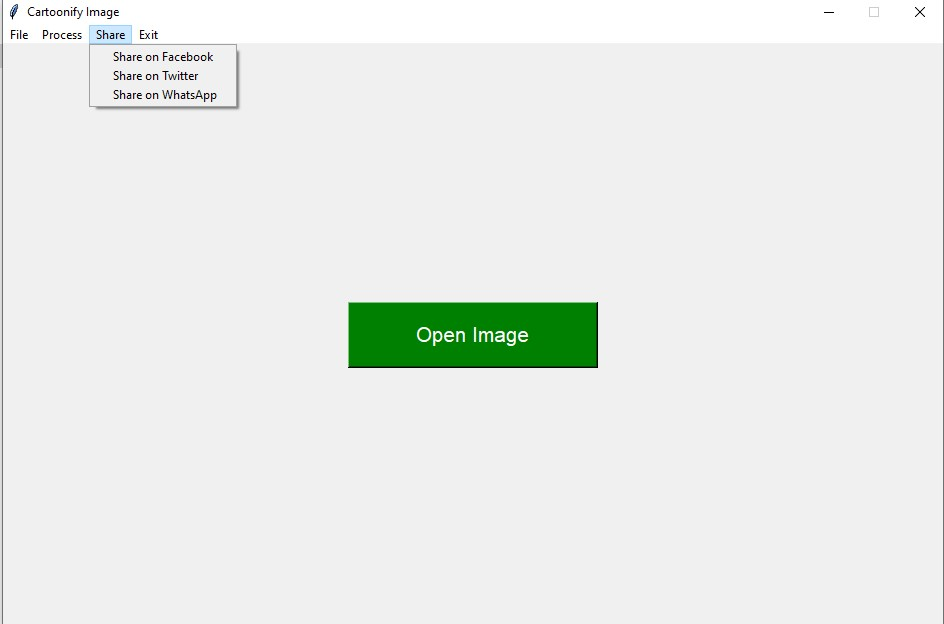 Cartoonify Image
File Process Share Exit
Share on Facebook
Share on Twitter
Share on WhatsApp
Open Image